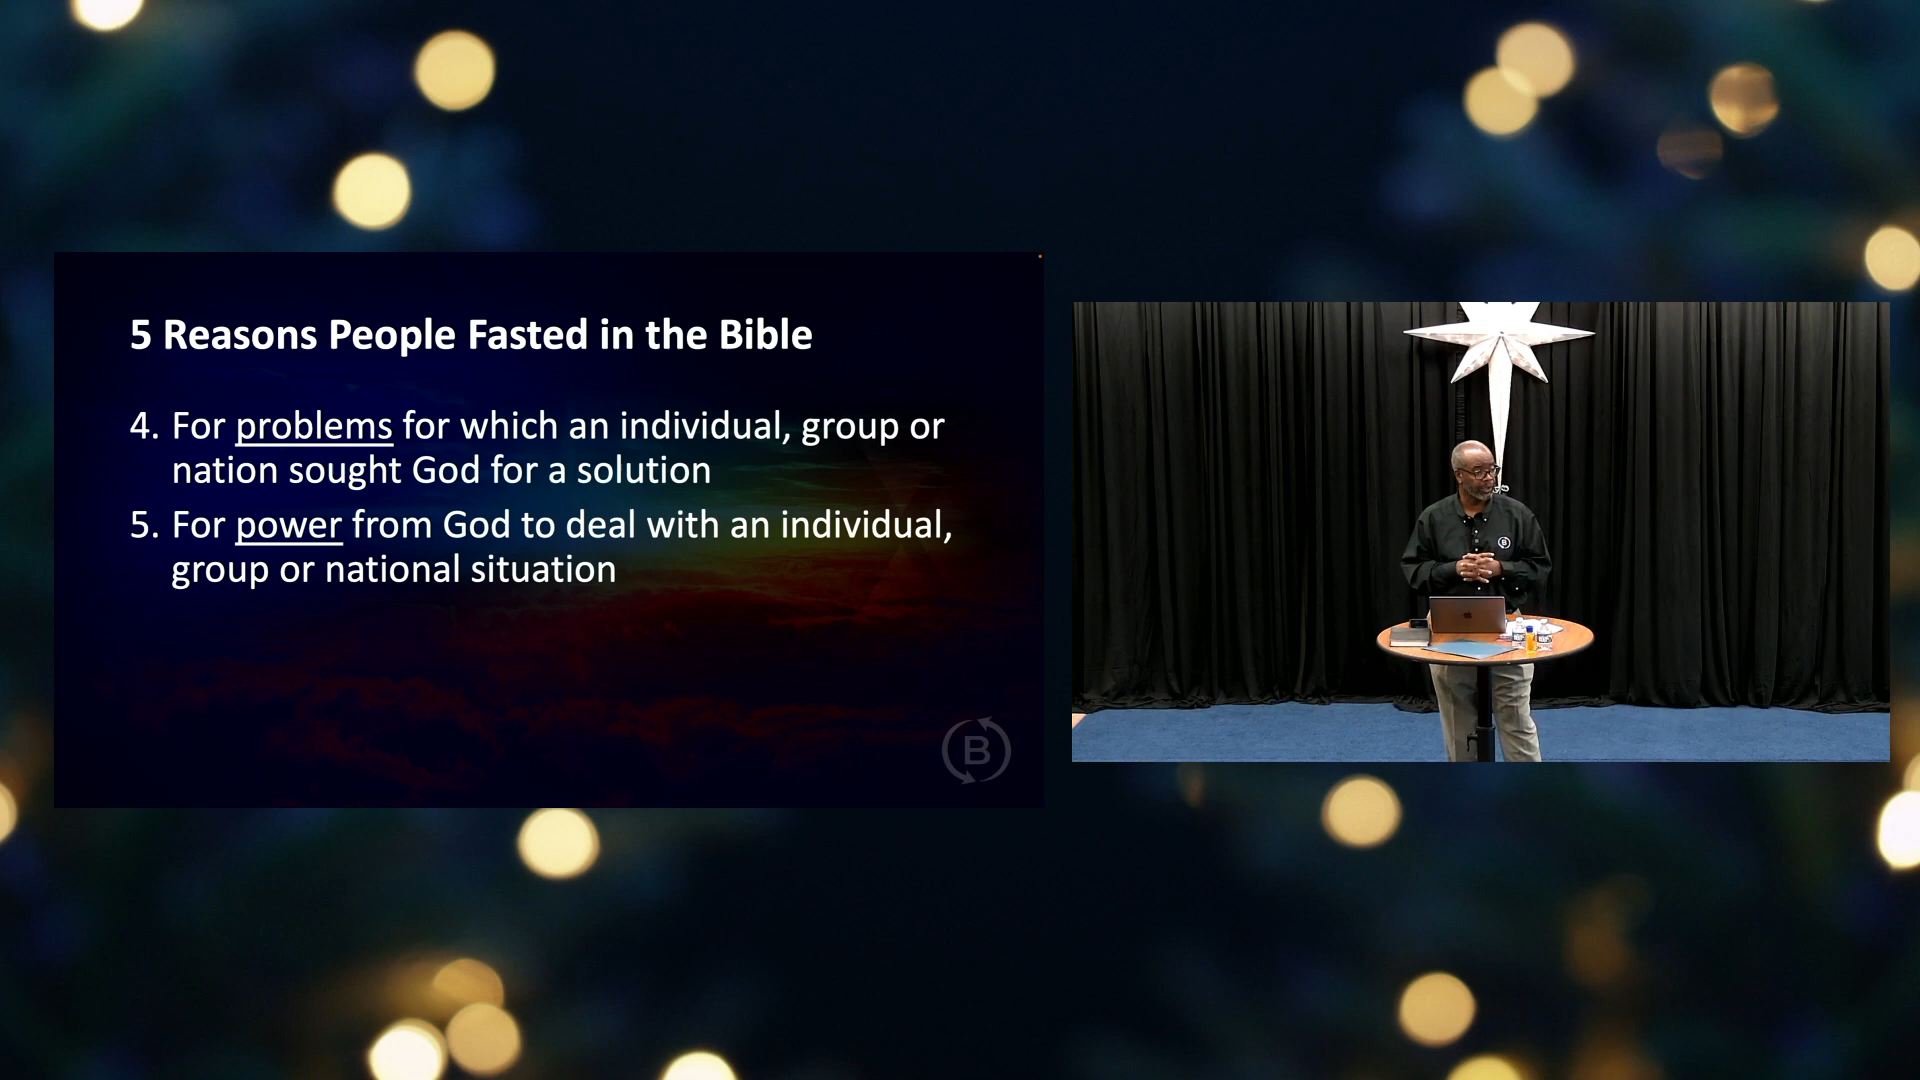 5 Reasons People Fasted in the Bible
4. For problems for which an individual, group or
nation sought God for a solution
5. For power from God to deal with an individual,
group or national situation
B
B